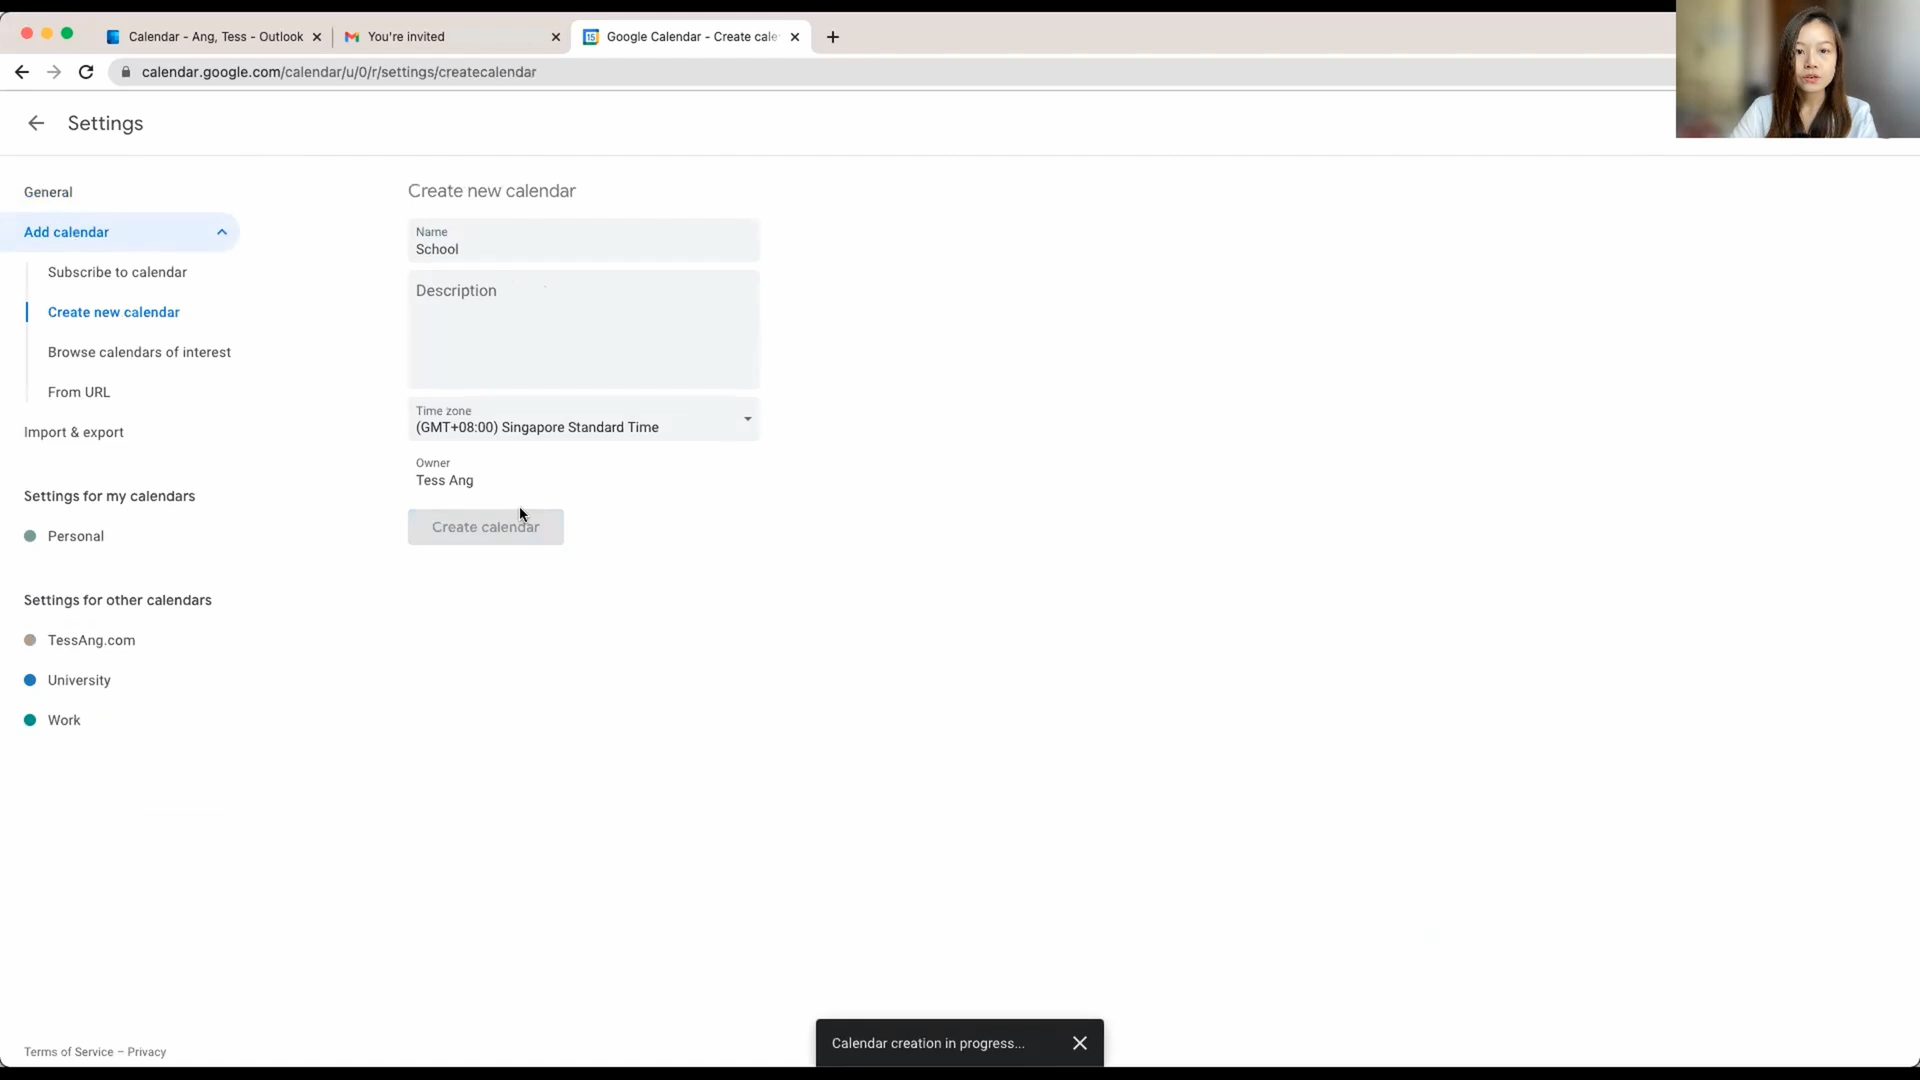 Calendar - Ang, Tess - Outlook
You're invited
Google Calendar - Create cale
calendar.google.com/calendar/u/0/r/settings/createcalendar
Settings
General
Add calendar
Subscribe to calendar
Create new calendar
Browse calendars of interest
From URL
Import & export
Settings for my calendars
Personal
Settings for other calendars
TessAng.com
University
Work
Create new calendar
Name
School
Description
Time zone
(GMT+08:00) Singapore Standard Time
Owner
Tess Ang
Create calendar
Terms of Service – Privacy
Calendar creation in progress...